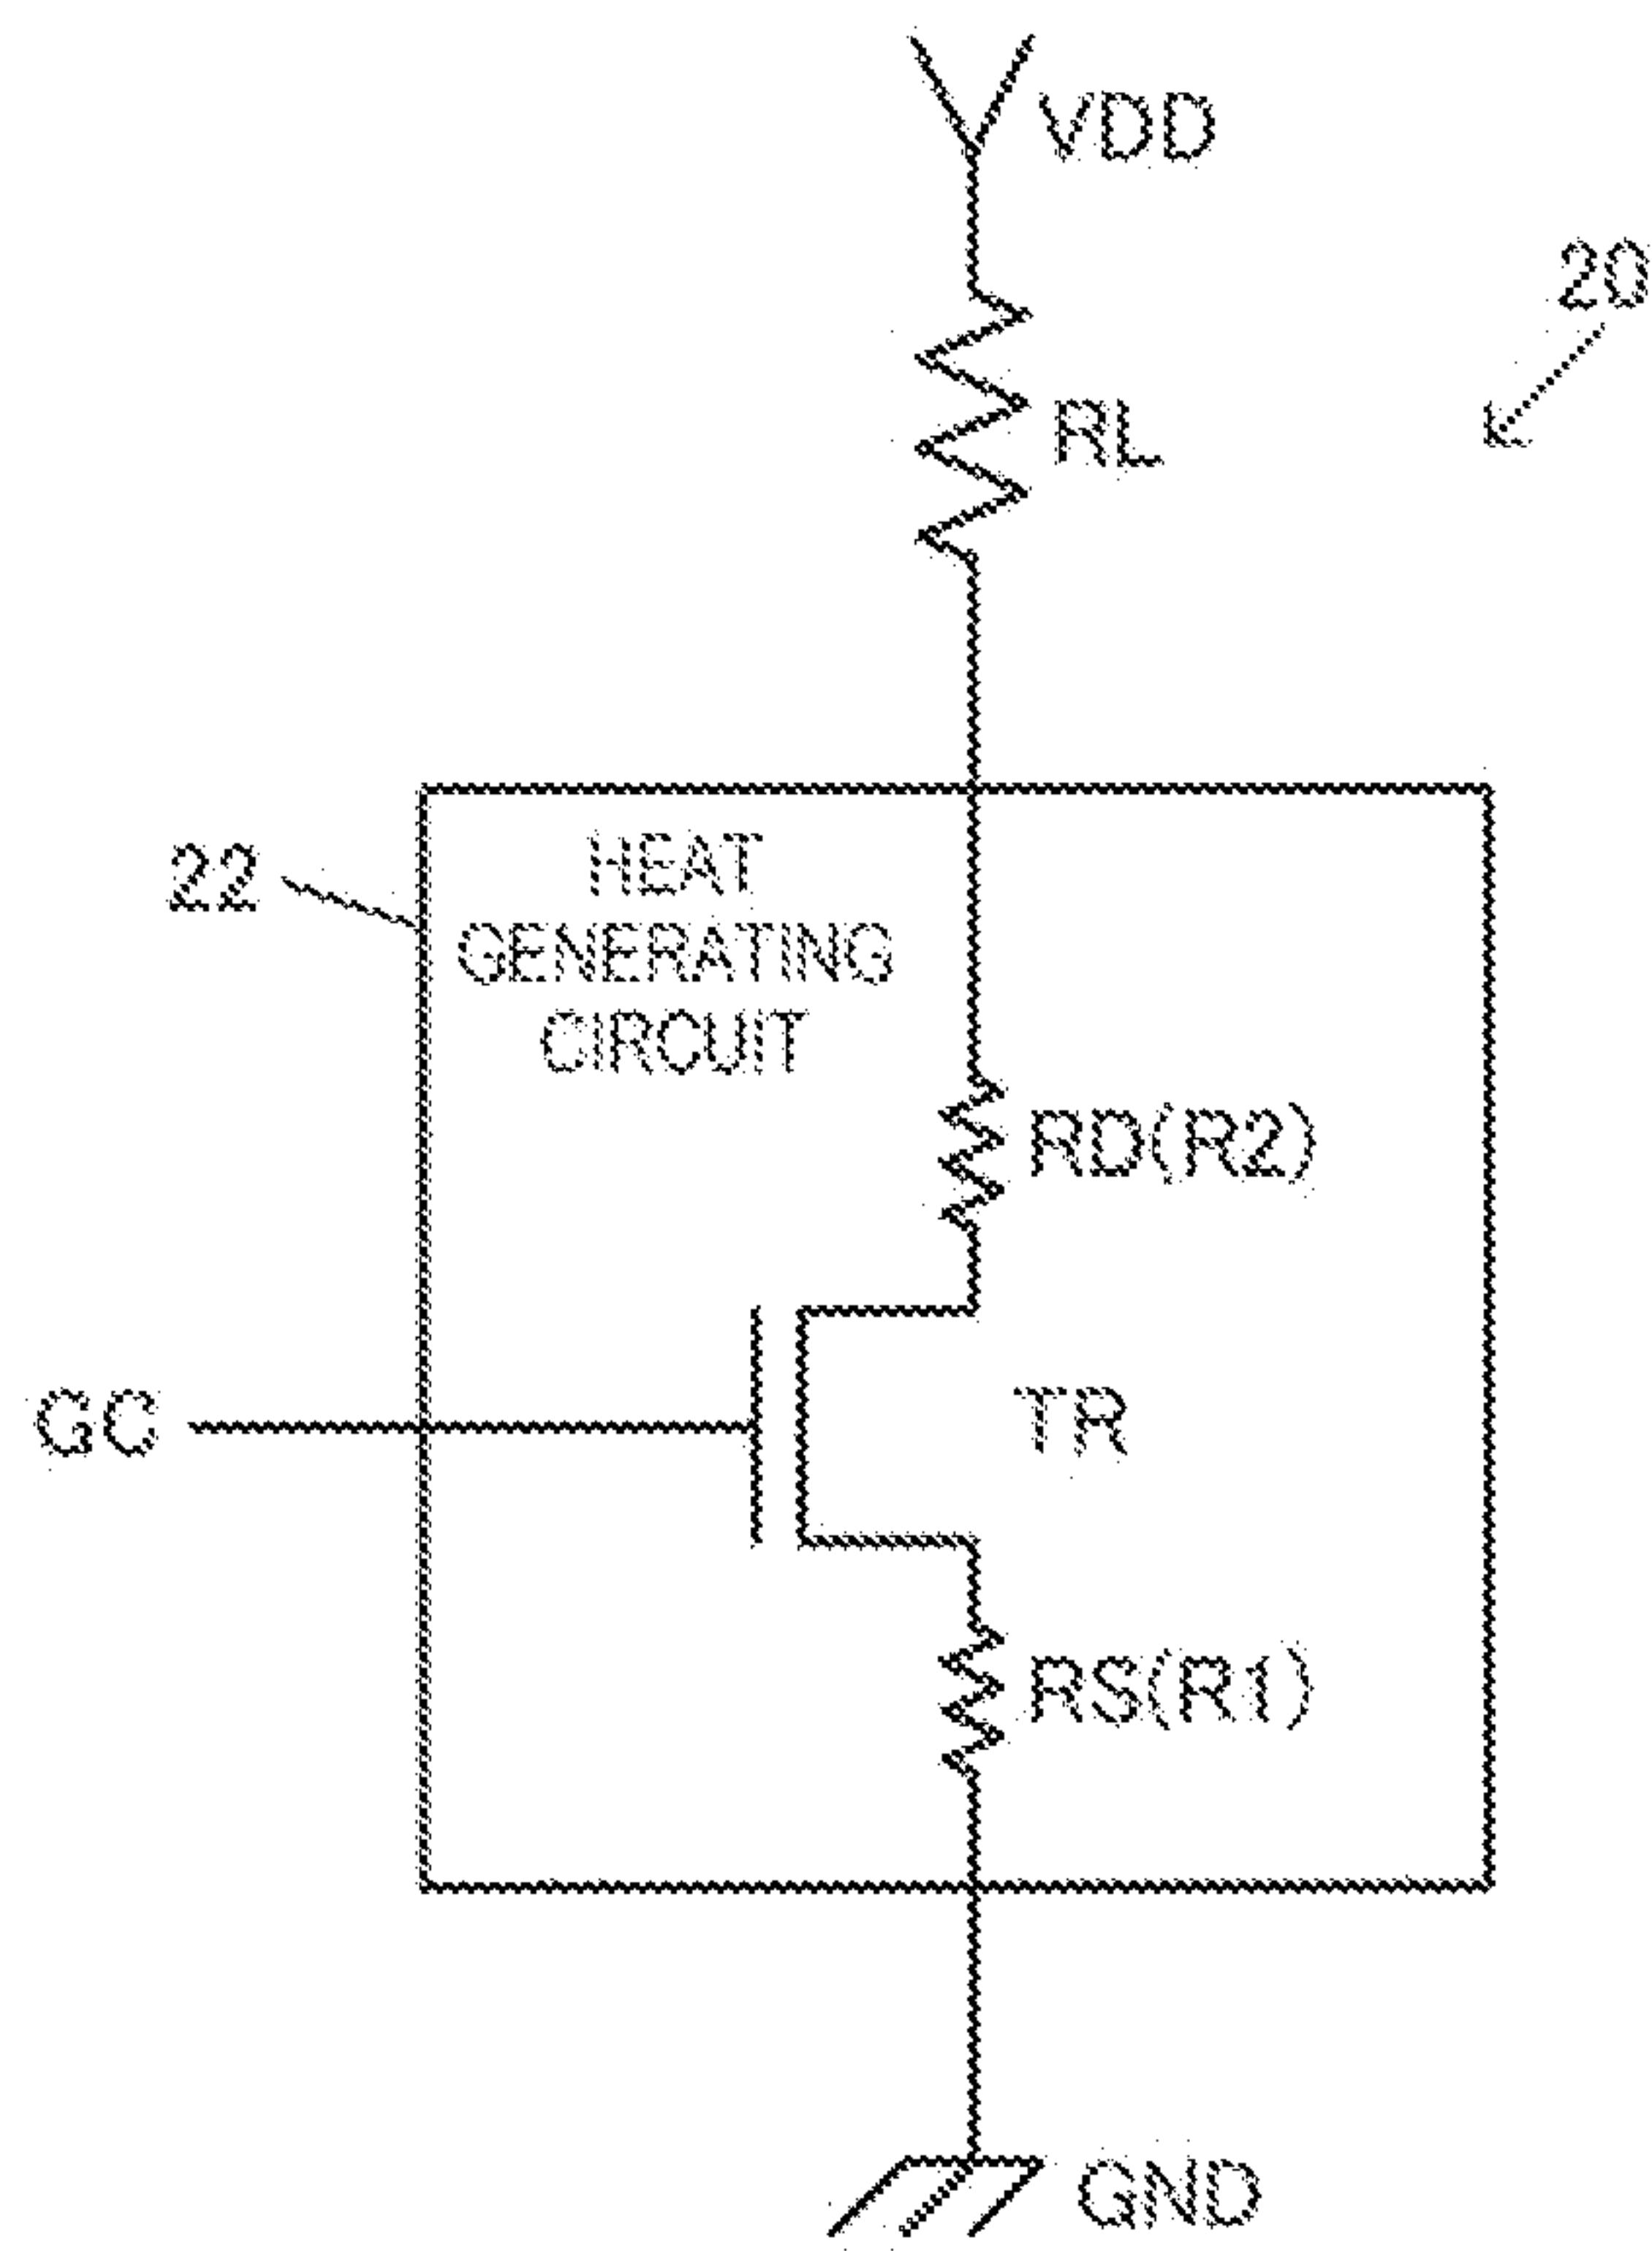 VDD
20
RL
22
HEAT
GENERATING
CIRCUIT
RD(R2)
GC
TR
RS(R1)
GND